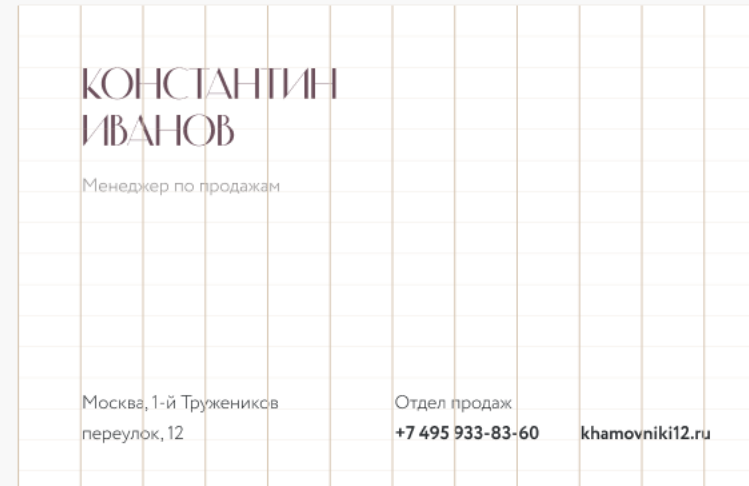 КОНСТАНТИН
ИВАНОВ
Менеджер по продажам
Москва, 1-й Тружеников
переулок, 12
Отдел продаж
+7 495 933-83-60
khamovniki12.ru